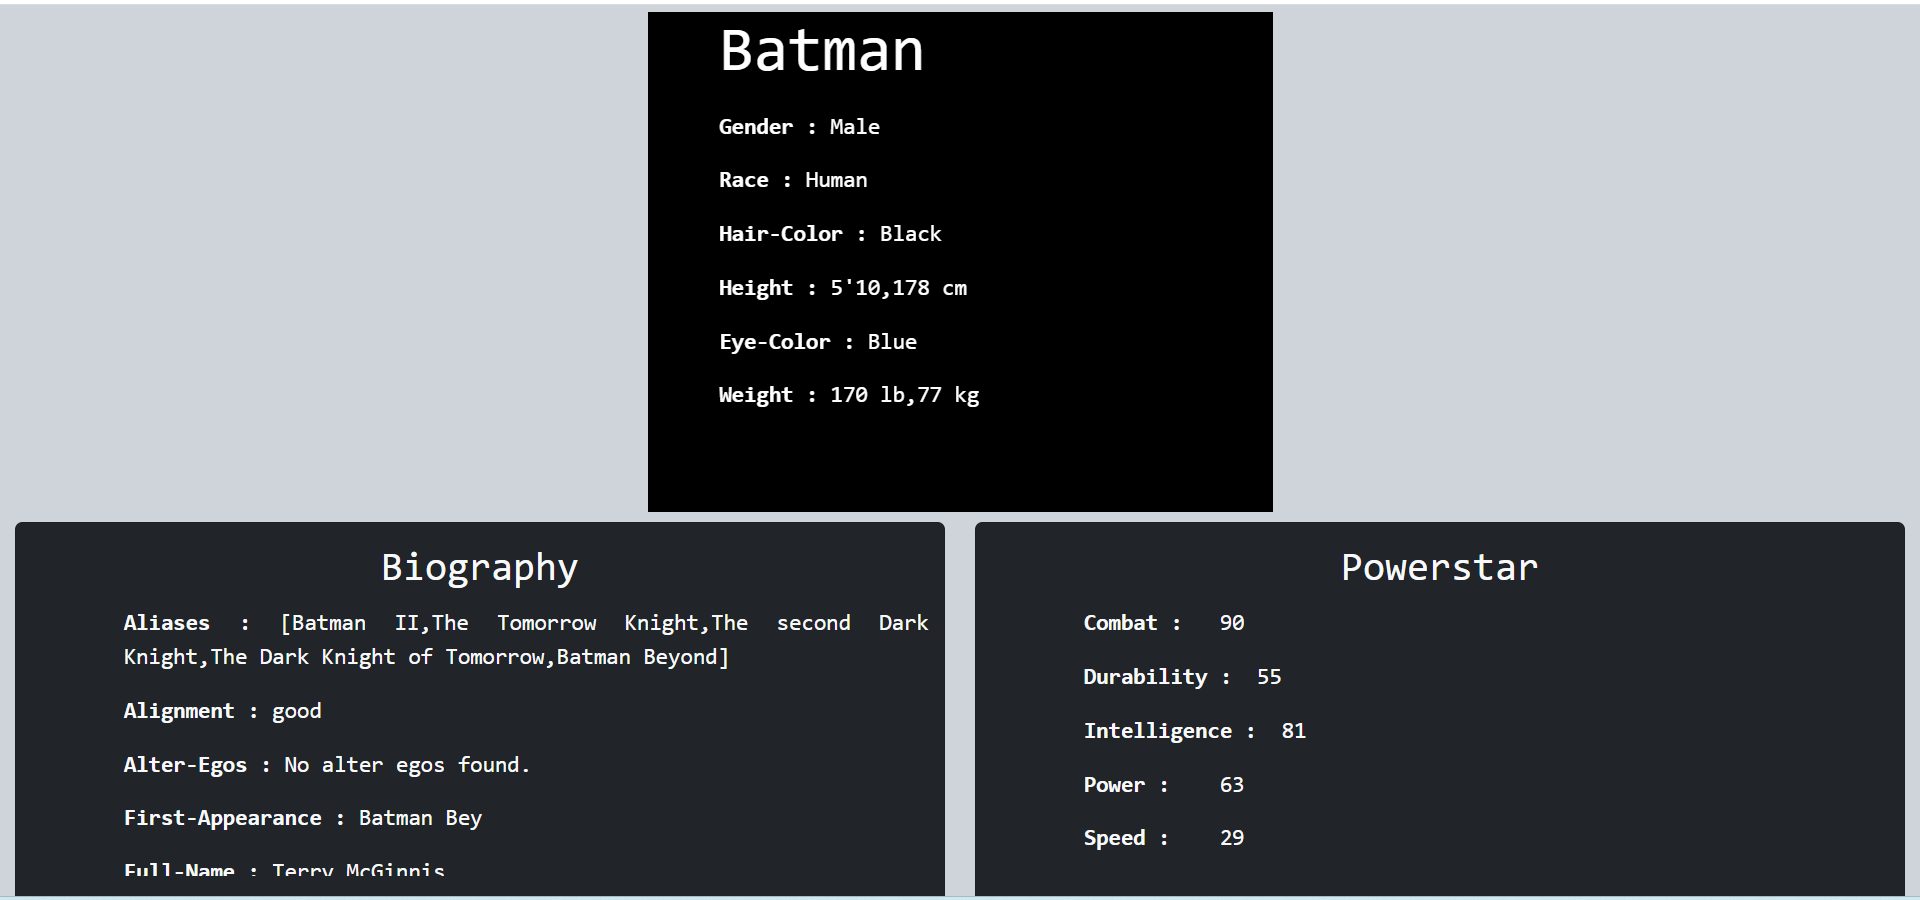 Batman
Gender : Male
Race : Human
Hair-Color : Black
Height : 5'10,178 cm
Eye-Color : Blue
Weight : 170 lb,77 kg
Biography
Aliases : [Batman II,The Tomorrow Knight,The second Dark
Knight,The Dark Knight of Tomorrow,Batman Beyond]
Alignment : good
Alter-Egos : No alter egos found.
First-Appearance : Batman Bey
Full-Name : Terry McGinnis
Powerstar
Combat : 90
Durability : 55
Intelligence : 81
Power : 63
Speed : 29